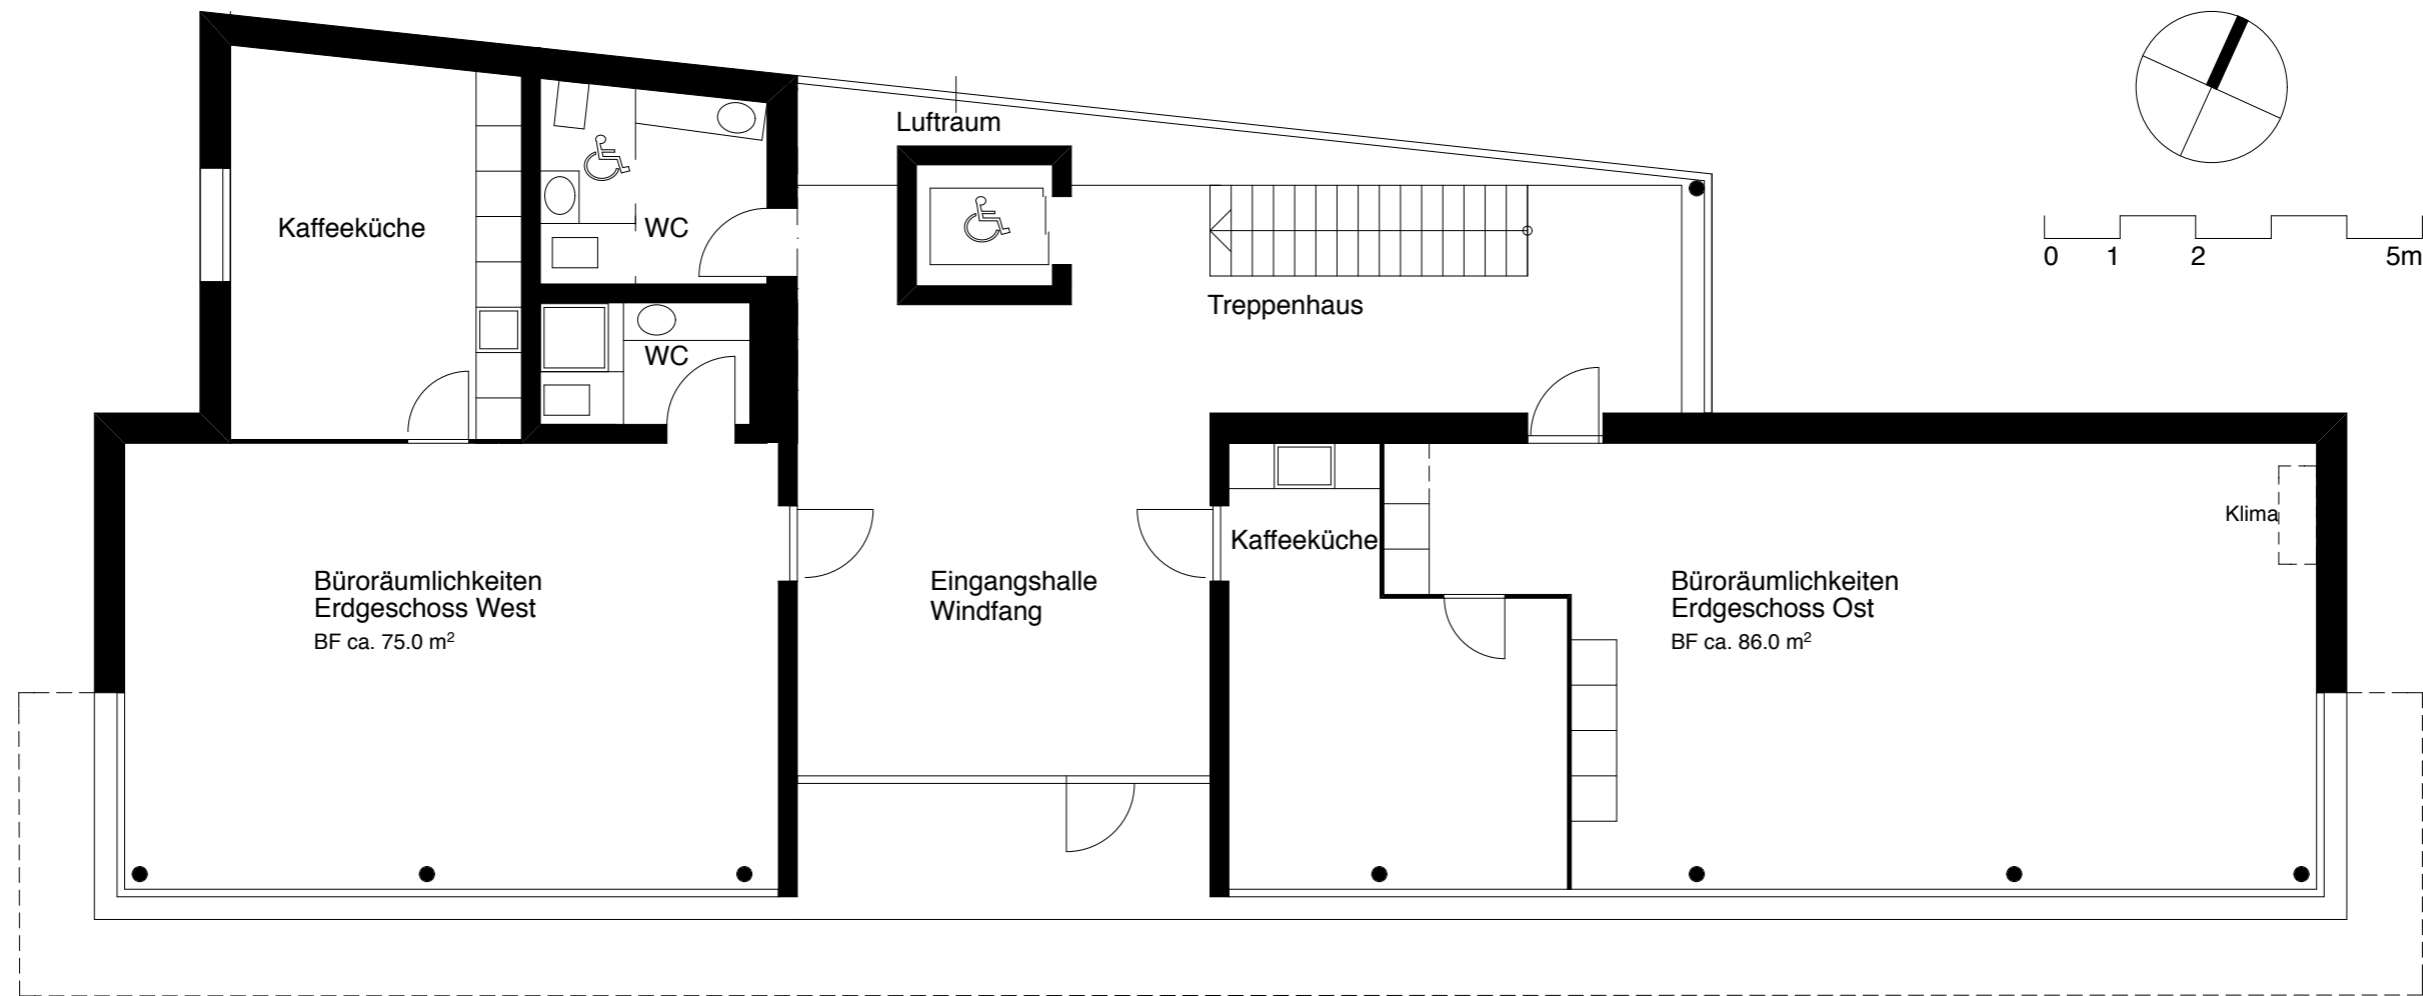 Luftraum
Kaffeeküche
WC
0 1 2 5m
Treppenhaus
WC
Klima
Kaffeeküche
Büroräumlichkeiten
Erdgeschoss West
BF ca. 75.0 m²
Eingangshalle
Windfang
Büroräumlichkeiten
Erdgeschoss Ost
BF ca. 86.0 m²